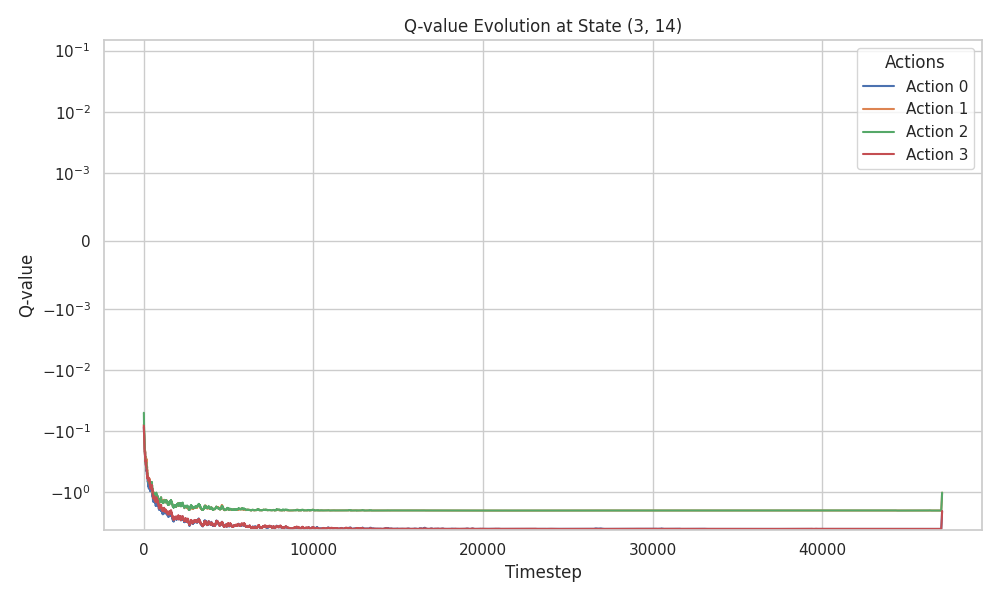 Q-value Evolution at State (3, 14)
10⁻¹
10⁻²
10⁻³
0
−10⁻³
−10⁻²
−10⁻¹
−10⁰
Q-value
Actions
Action 0
Action 1
Action 2
Action 3
0 10000 20000 30000 40000
Timestep